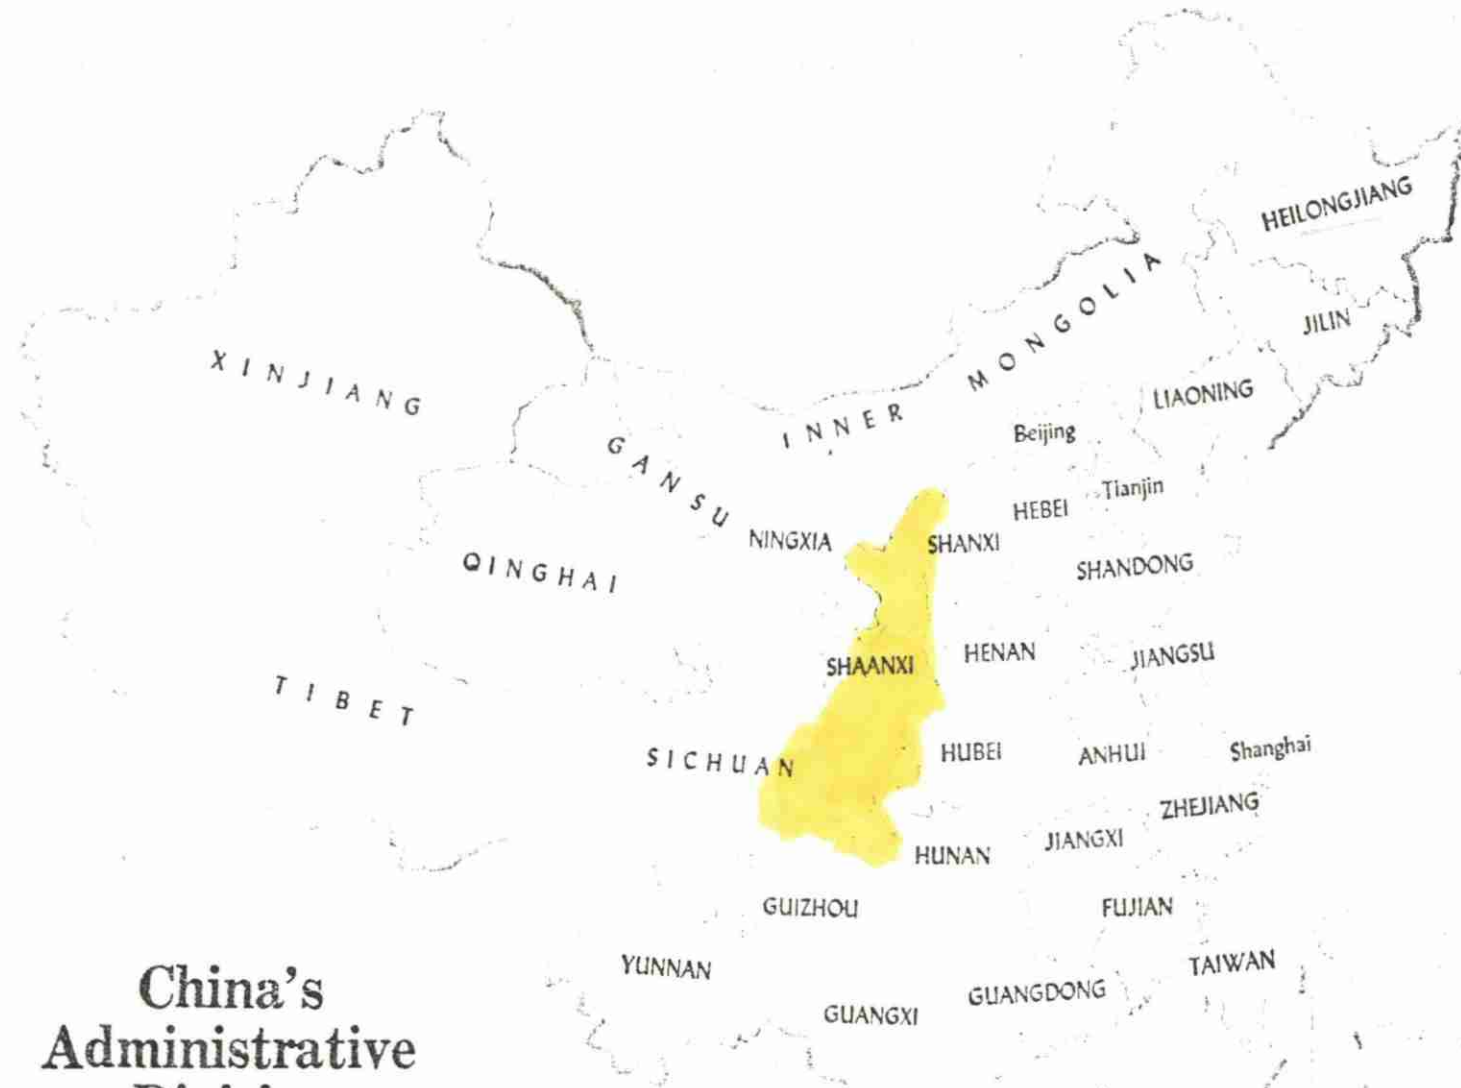 HEILONGJIANG
JILIN
LIAONING
INNER MONGOLIA
XINJIANG
GANSU
Beijing
Tianjin
HEBEI
NINGXIA
SHANXI
SHANDONG
QINGHAI
SHAANXI
HENAN
JIANGSU
TIBET
SICHUAN
HUBEI
ANHUI
Shanghai
ZHEJIANG
HUNAN
JIANGXI
GUIZHOU
FUJIAN
YUNNAN
TAIWAN
GUANGXI
GUANGDONG
China's
Administrative